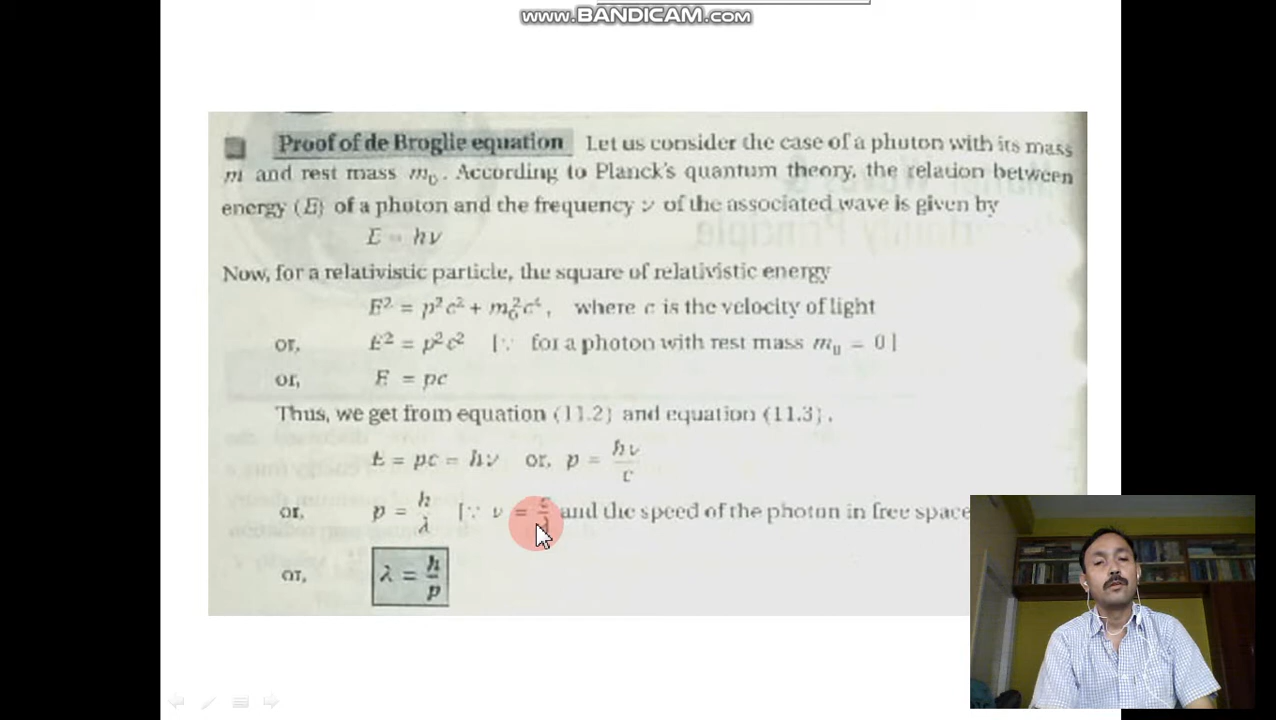 www.BANDICAM.com
Proof of de Broglie equation Let us consider the case of a photon with its mass
m and rest mass m₀. According to Planck's quantum theory, the relation between
energy (E) of a photon and the frequency ν of the associated wave is given by
E = hν
Now, for a relativistic particle, the square of relativistic energy
E² = p²c² + m₀²c⁴, where c is the velocity of light
or, E² = p²c² [∵ for a photon with rest mass m₀ = 0]
or, E = pc
Thus, we get from equation (11.2) and equation (11.3),
E = pc = hν or, p = hν/c
or, p = h/λ [∵ ν = c/λ and the speed of the photon in free space
or, λ = h/p